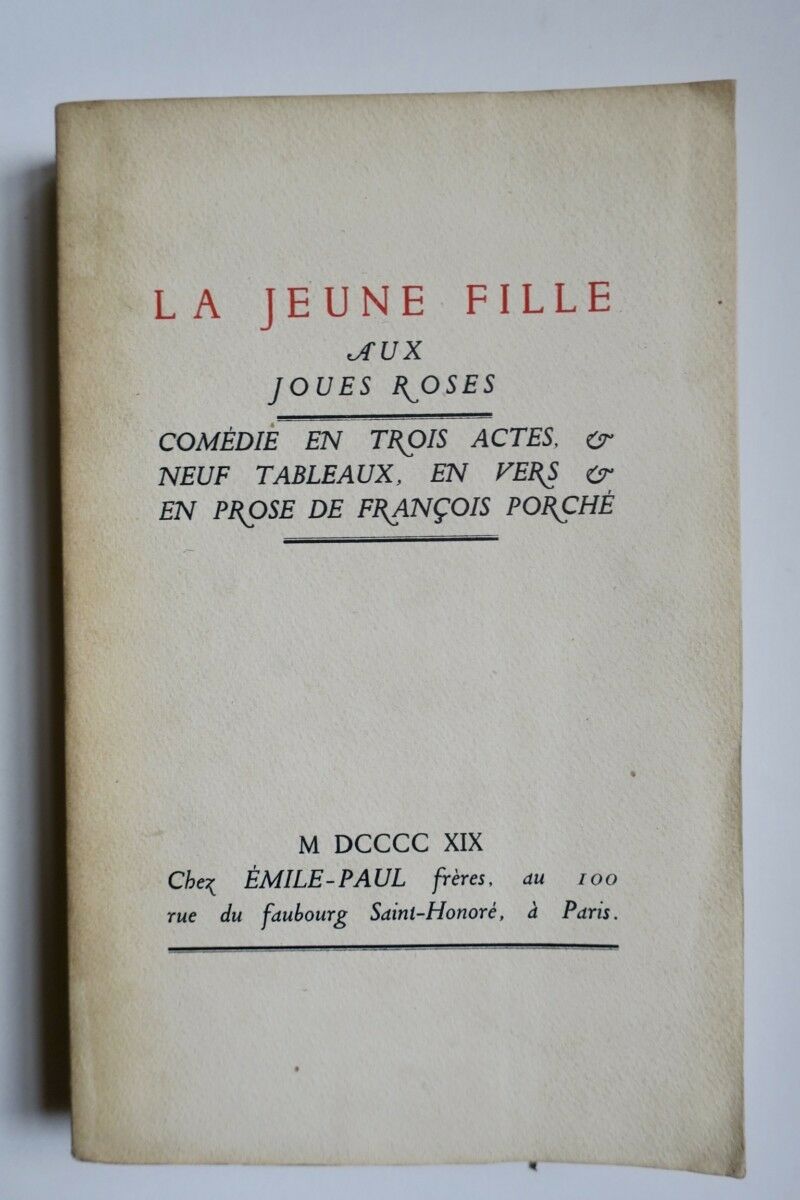 LA JEUNE FILLE
AUX
JOUES ROSES
COMÉDIE EN TROIS ACTES, &
NEUF TABLEAUX, EN VERS &
EN PROSE DE FRANÇOIS PORCHÉ
M DCCCC XIX
Chez ÉMILE-PAUL frères, au 100
rue du faubourg Saint-Honoré, à Paris.